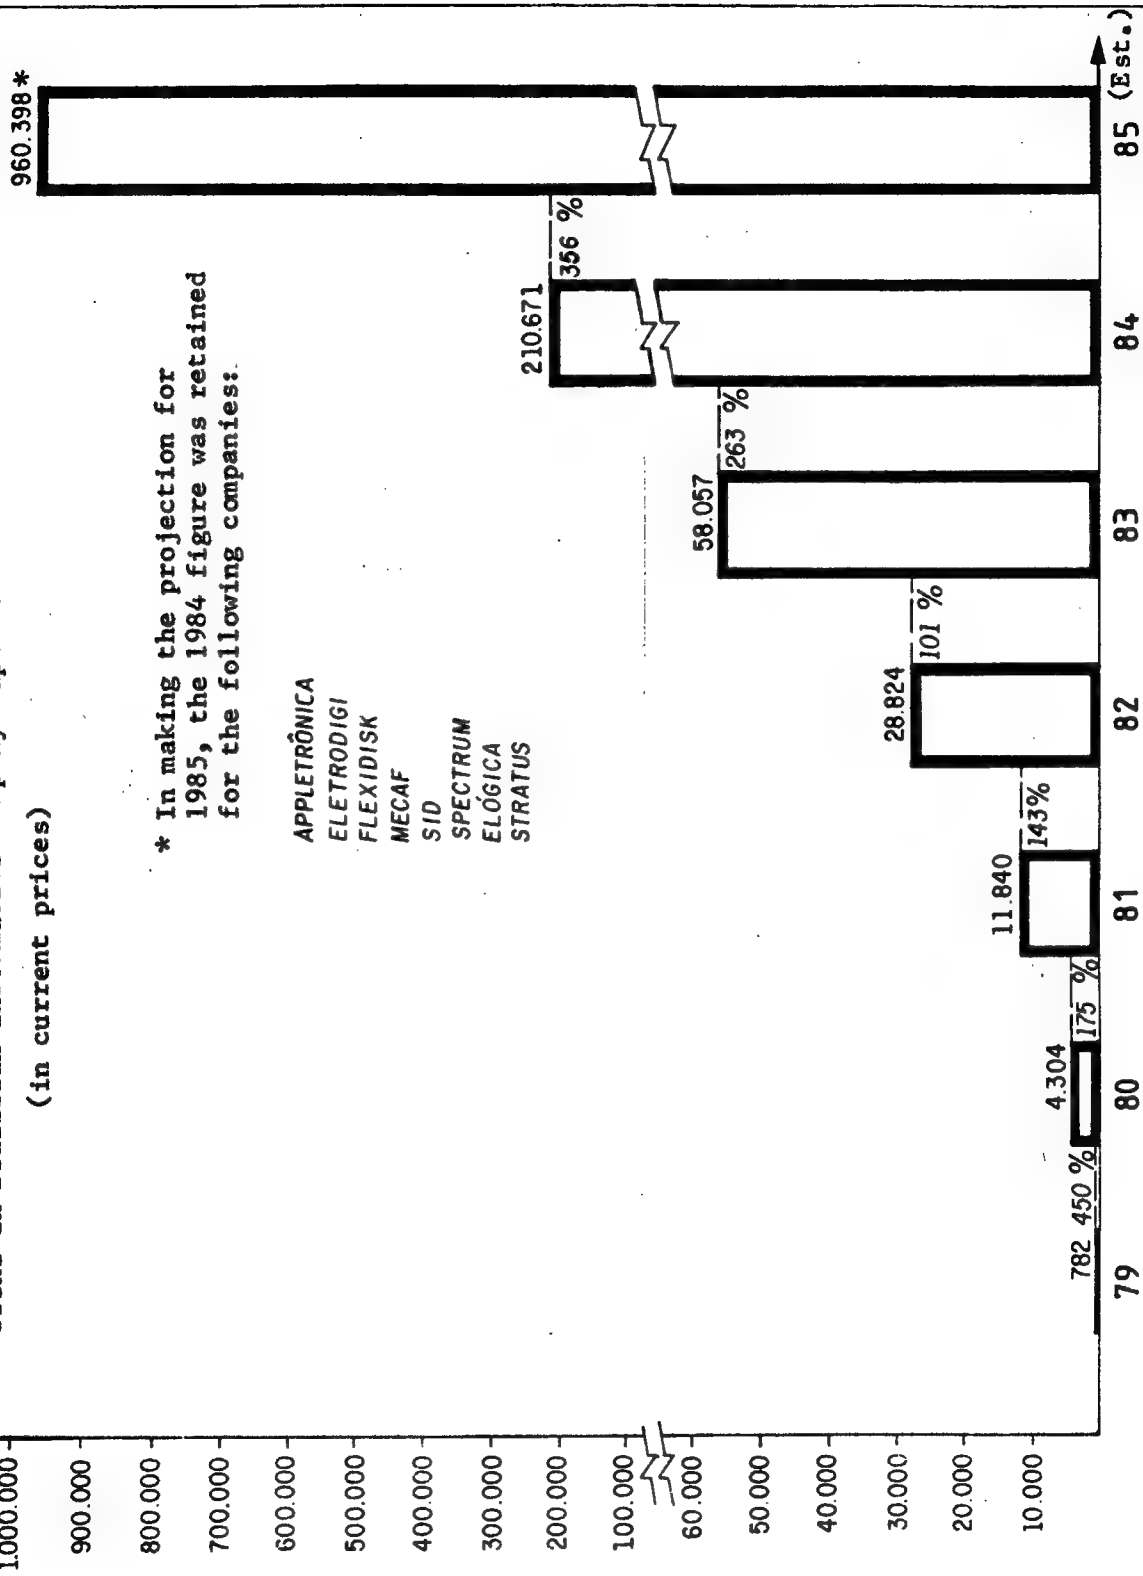 (in current prices)
* In making the projection for
1985, the 1984 figure was retained
for the following companies:
APPLETRÔNICA
ELETRODIGI
FLEXIDISK
MECAF
SID
SPECTRUM
ELÓGICA
STRATUS
1.000.000
900.000
800.000
700.000
600.000
500.000
400.000
300.000
200.000
100.000
60.000
50.000
40.000
30.000
20.000
10.000
782
450 %
4.304
175 %
11.840
143%
28.824
101 %
58.057
263 %
210.671
356 %
960.398*
79
80
81
82
83
84
85 (Est.)